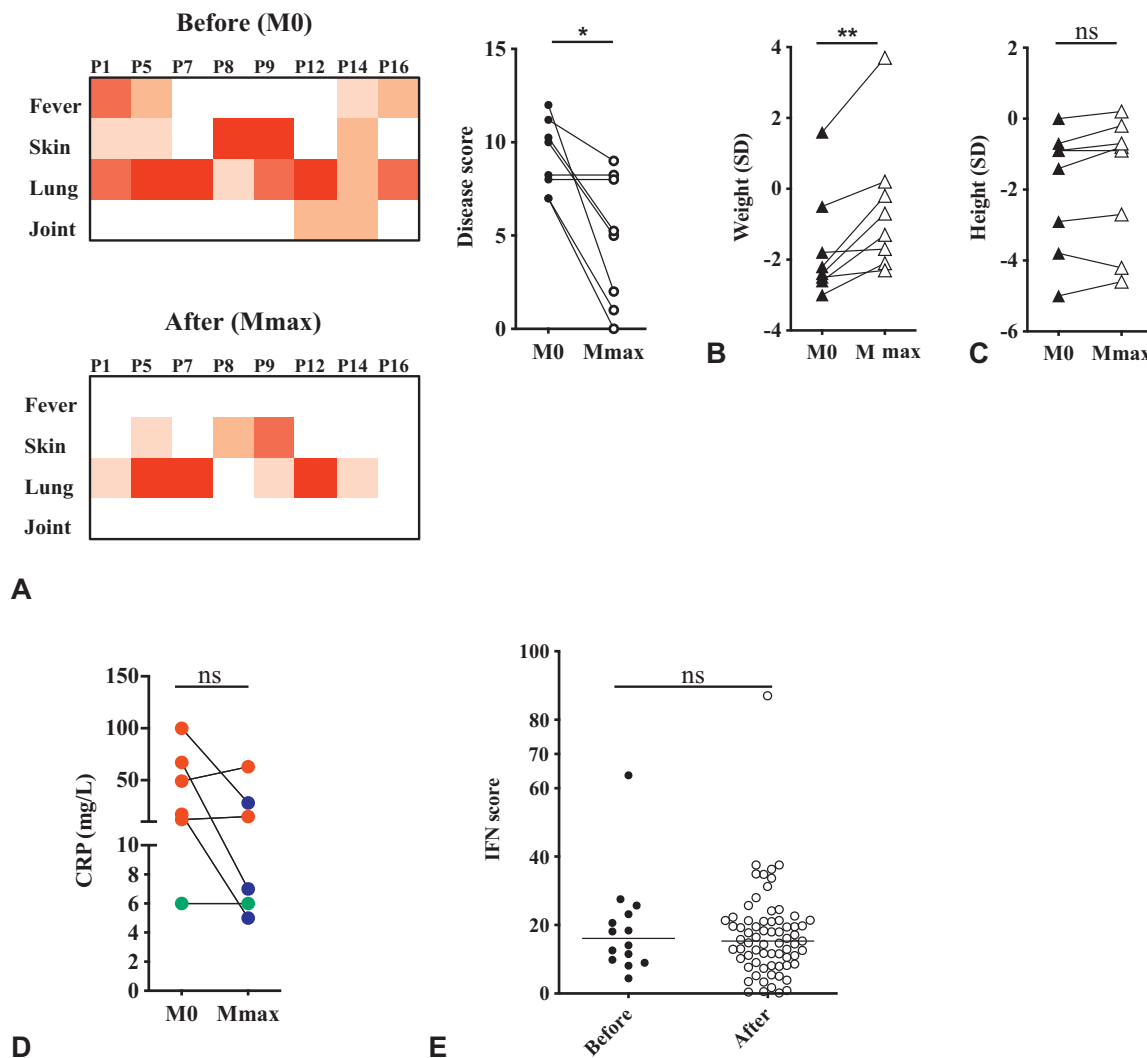 Before (M0)
P1 P5 P7 P8 P9 P12 P14 P16
Fever
Skin
Lung
Joint
After (Mmax)
P1 P5 P7 P8 P9 P12 P14 P16
Fever
Skin
Lung
Joint
A
*
Disease score
15
10
5
0
M0 Mmax
**
Weight (SD)
4
2
0
-2
-4
M0 M max
B
ns
Height (SD)
2
0
-2
-4
-6
M0 Mmax
C
ns
CRP (mg/L)
150
100
50
10
8
6
4
2
0
M0 Mmax
D
ns
IFN score
100
80
70
60
40
20
0
Before After
E